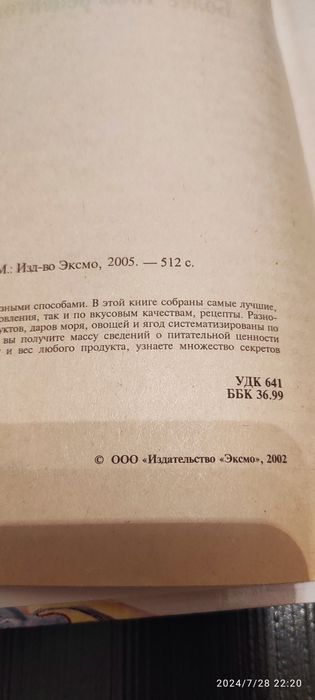 М.: Изд-во Эксмо, 2005. — 512 с.
зными способами. В этой книге собраны самые лучшие,
овления, так и по вкусовым качествам, рецепты. Разно-
уктов, даров моря, овощей и ягод систематизированы по
вы получите массу сведений о питательной ценности
и вес любого продукта, узнаете множество секретов
УДК 641
ББК 36.99
© ООО «Издательство «Эксмо», 2002
2024/7/28 22:20